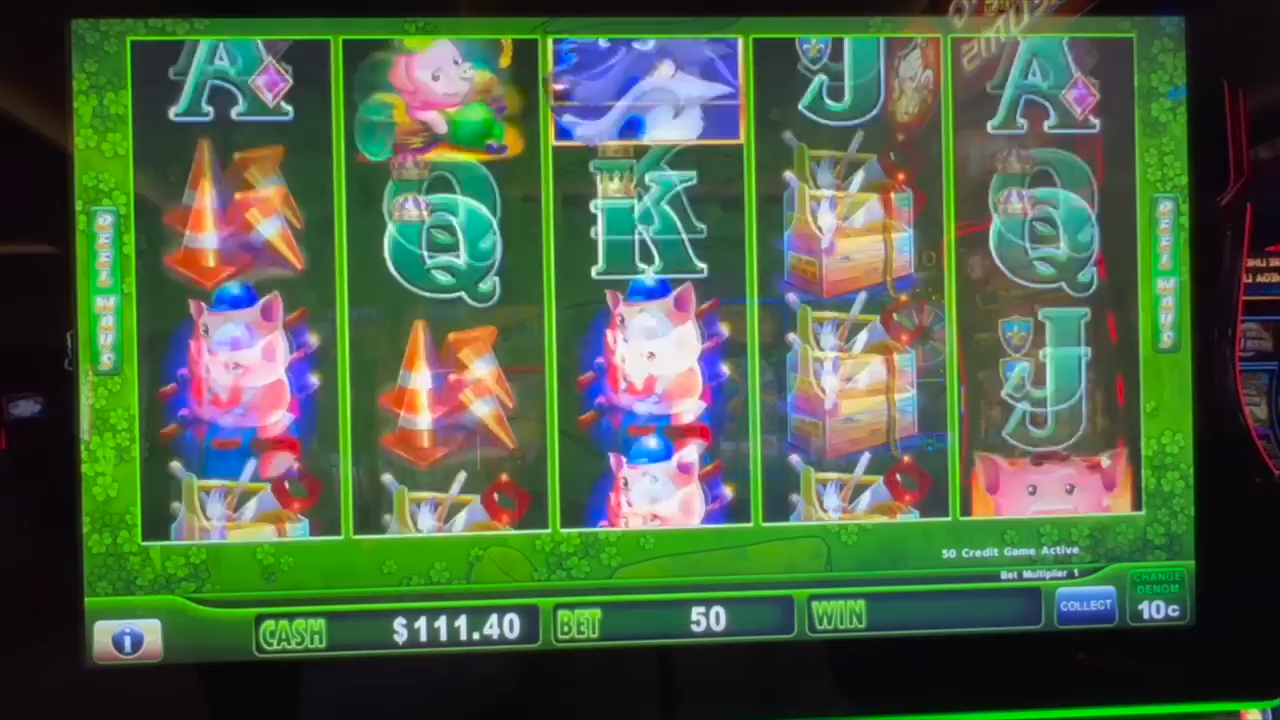 A
J
A
Q
K
Q
J
REEL WAYS
REEL WAYS
50 Credit Game Active
Bet Multiplier 1
CHANGE
DENOM
10¢
COLLECT
i
CASH $111.40
BET 50
WIN